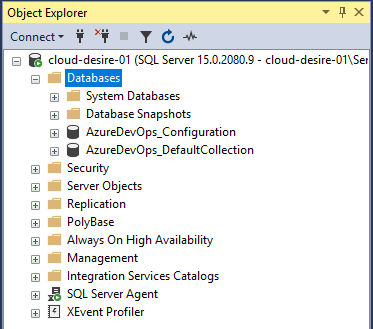 Object Explorer
Connect
cloud-desire-01 (SQL Server 15.0.2080.9 - cloud-desire-01\Ser
Databases
System Databases
Database Snapshots
AzureDevOps_Configuration
AzureDevOps_DefaultCollection
Security
Server Objects
Replication
PolyBase
Always On High Availability
Management
Integration Services Catalogs
SQL Server Agent
XEvent Profiler